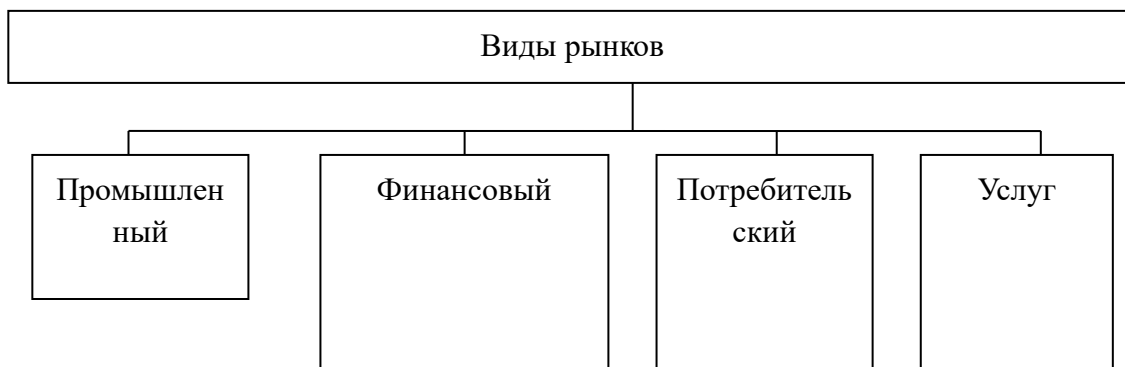 Виды рынков
Промышлен
ный
Финансовый
Потребитель
ский
Услуг